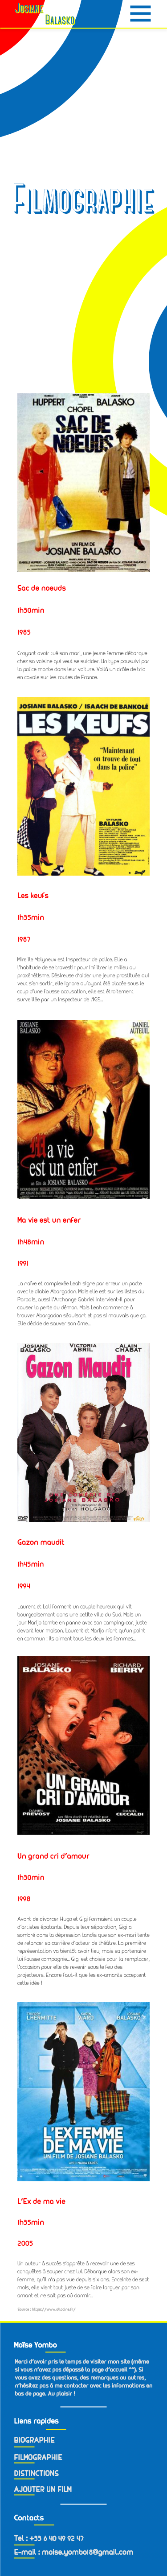 Josiane
Balasko
Filmographie
ISABELLE HUPPERT JOSIANE BALASKO
CHOPEL
SAC DE
NOEUDS
UN FILM DE
JOSIANE BALASKO
Sac de noeuds
1h30min
1985
Croyant avoir tué son mari, une jeune femme débarque
chez sa voisine qui veut se suicider. Un type poursuivi par
la police monte dans leur voiture. Voilà un drôle de trio
en cavale sur les routes de France.
JOSIANE BALASKO / ISAACH DE BANKOLÉ
LES KEUFS
"Maintenant
on trouve de tout
dans la police"
Les keufs
1h35min
1987
Mireille Molyneux est inspecteur de police. Elle a
l'habitude de se travestir pour infiltrer le milieu du
proxénétisme. Désireux d'aider une jeune prostituée qui
veut s'en sortir, elle ignore qu'ayant été placée sous le
coup d'une fausse accusation, elle est étroitement
surveillée par un inspecteur de l'IGS...
JOSIANE
BALASKO
DANIEL
AUTEUIL
Ma vie
est un enfer
un film de JOSIANE BALASKO
Ma vie est un enfer
1h48min
1991
La naïve et complexée Leah signe par erreur un pacte
avec le diable Abargadon. Mais elle est sur les listes du
Paradis, aussi l'Archange Gabriel intervient-il pour
causer la perte du démon. Mais Leah commence à
trouver Abargadon séduisant et pas si mauvais que ça.
Elle décide de sauver son âme...
JOSIANE
BALASKO
VICTORIA
ABRIL
ALAIN
CHABAT
Gazon Maudit
JOSIANE BALASKO
DVD
Gazon maudit
1h45min
1994
Laurent et Loli forment un couple heureux qui vit
bourgeoisement dans une petite ville du Sud. Mais un
jour Marijo tombe en panne avec son camping-car, juste
devant leur maison. Laurent et Marijo n'ont qu'un point
en commun : ils aiment tous les deux les femmes...
JOSIANE
BALASKO
RICHARD
BERRY
UN GRAND
CRI D'AMOUR
DANIEL
PREVOST
DANIEL
CECCALDI
JOSIANE BALASKO
Un grand cri d'amour
1h30min
1998
Avant de divorcer Hugo et Gigi formaient un couple
d'artistes épatants. Depuis leur séparation, Gigi a
sombré dans la dépression tandis que son ex-mari tente
de relancer sa carrière d'acteur de théâtre. La première
représentation va bientôt avoir lieu, mais sa partenaire
lui fausse compagnie... Gigi est choisie pour la remplacer,
l'occasion pour elle de revenir sous le feu des
projecteurs. Encore faut-il que les ex-amants acceptent
cette idée !
THIERRY
LHERMITTE
KARIN
VIARD
JOSIANE
BALASKO
L'EX-FEMME
DE MA VIE
UN FILM DE JOSIANE BALASKO
L'Ex de ma vie
1h35min
2005
Un auteur à succès s'apprête à recevoir une de ses
conquêtes à souper chez lui. Débarque alors son ex-
femme, qu'il n'a pas vue depuis six ans. Enceinte de sept
mois, elle vient tout juste de se faire larguer par son
amant et ne sait pas où dormir...
Moïse Yombo
Merci d'avoir pris le temps de visiter mon site (même
si vous n'avez pas dépassé la page d'accueil ^^). Si
vous avez des questions, des remarques ou autres,
n'hésitez pas à me contacter avec les informations en
bas de page. Au plaisir !
Liens rapides
BIOGRAPHIE
FILMOGRAPHIE
DISTINCTIONS
AJOUTER UN FILM
Contacts
Tel : +33 6 40 49 92 47
E-mail : moise.yombo18@gmail.com